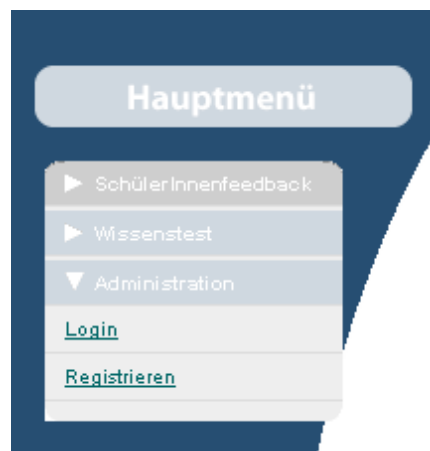 Hauptmenü
SchülerInnenfeedback
Wissenstest
Administration
Login
Registrieren